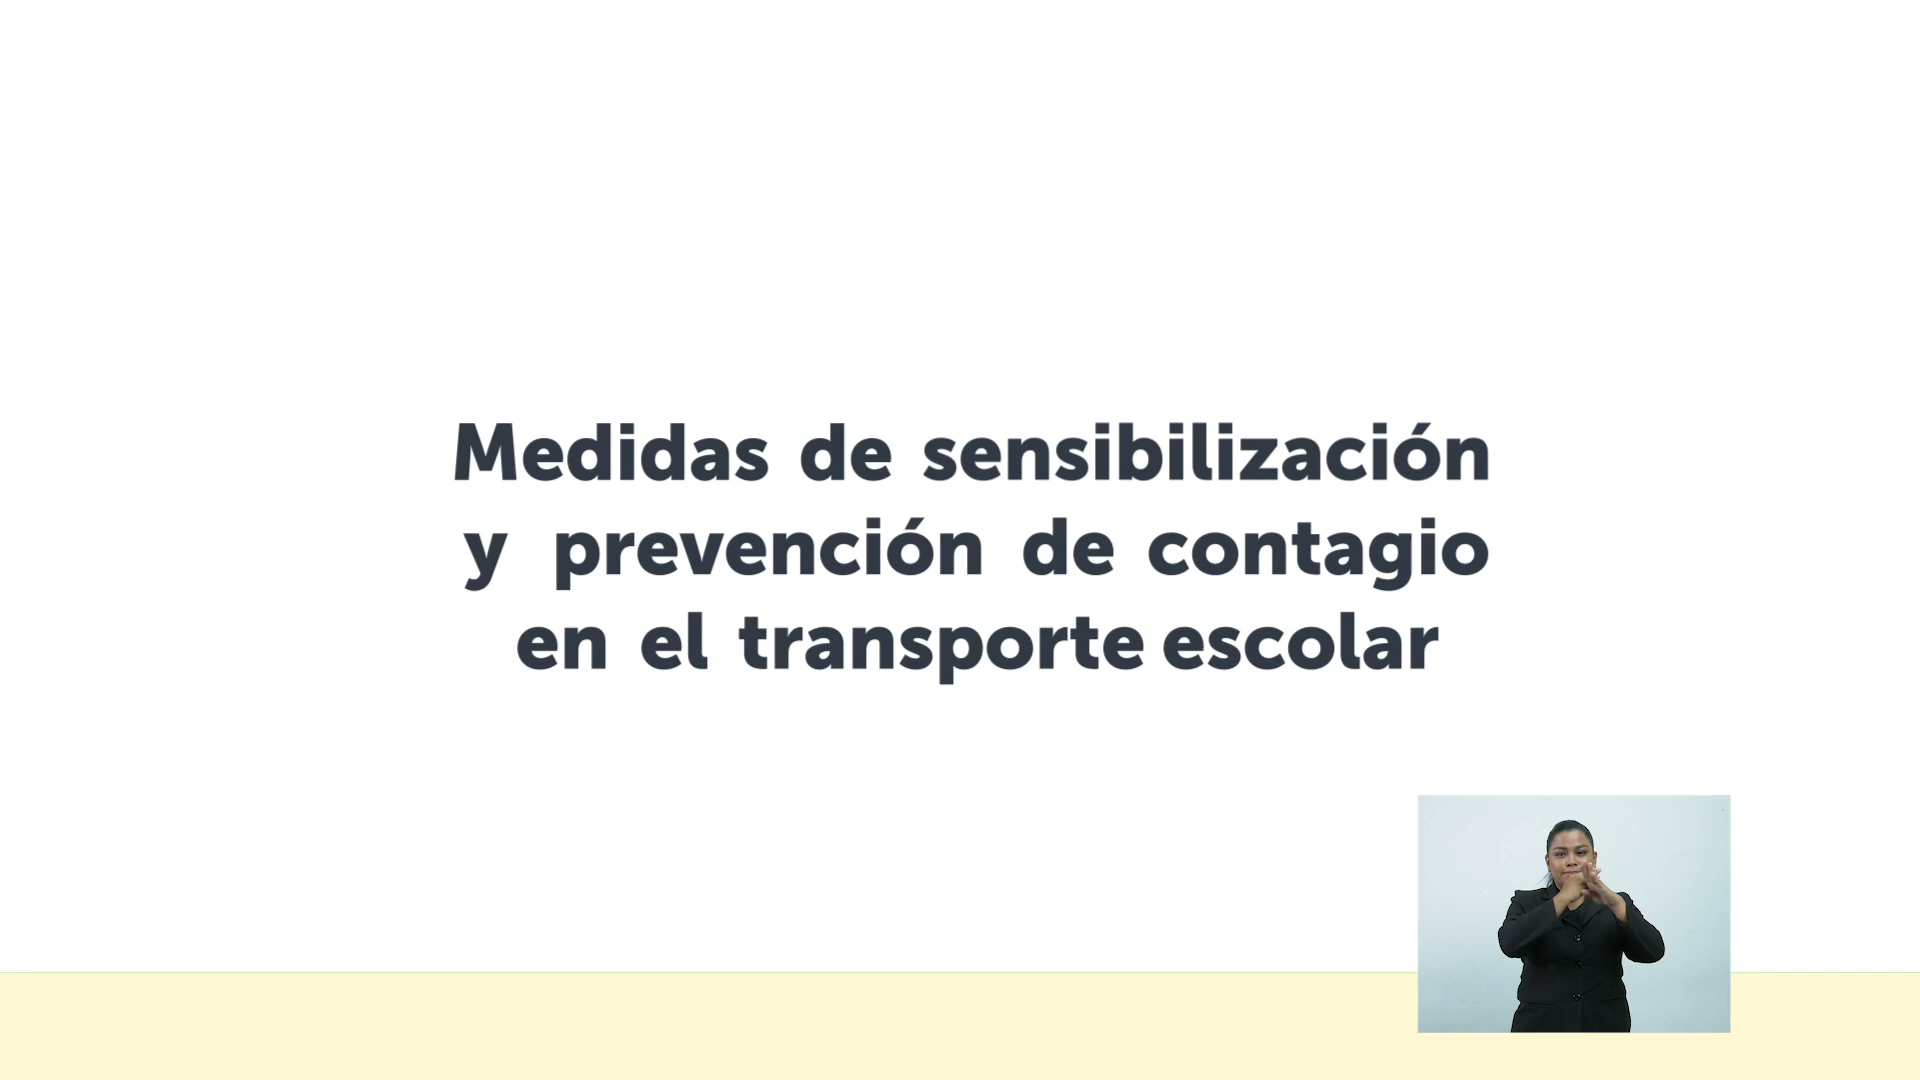 Medidas de sensibilización
y prevención de contagio
en el transporte escolar